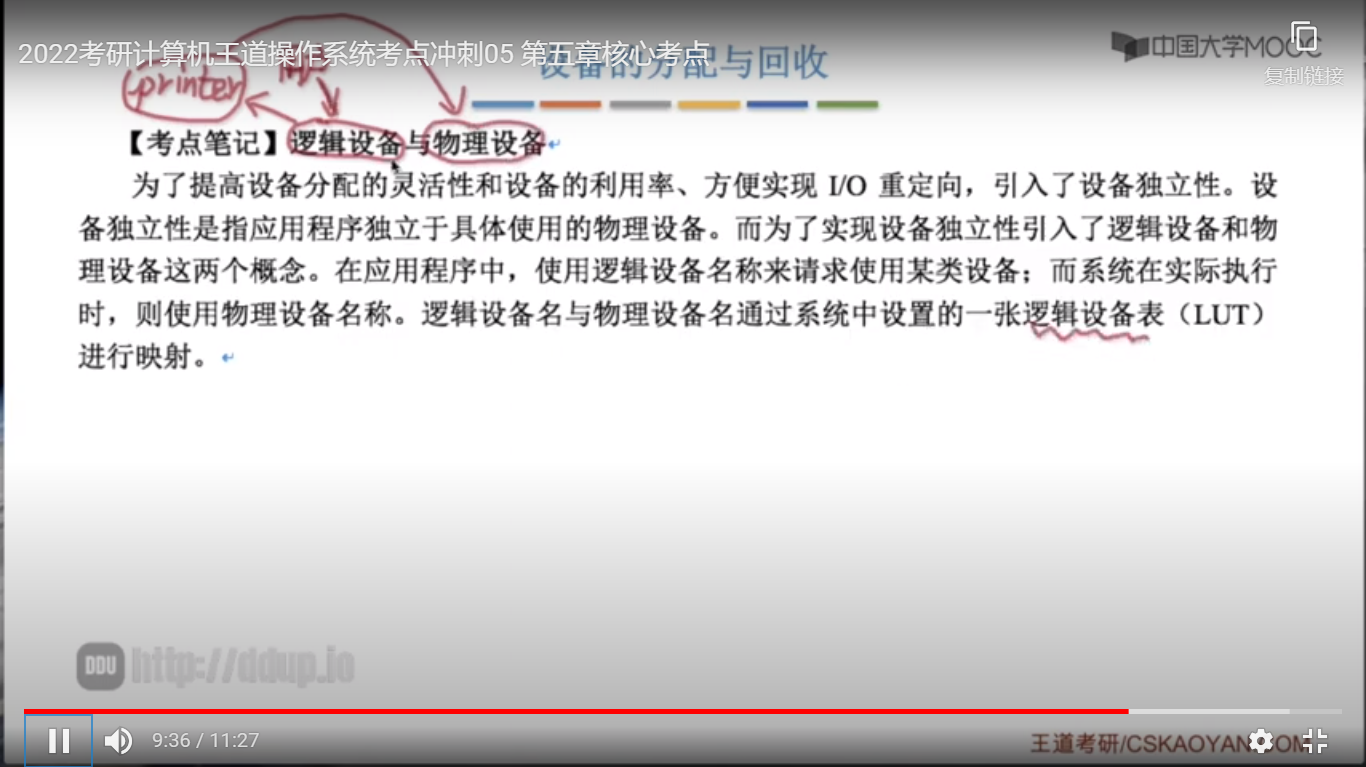 2022考研计算机王道操作系统考点冲刺05 第五章核心考点
设备的分配与回收
中国大学MOOC
复制链接
printer
【考点笔记】逻辑设备与物理设备
为了提高设备分配的灵活性和设备的利用率、方便实现 I/O 重定向，引入了设备独立性。设
备独立性是指应用程序独立于具体使用的物理设备。而为了实现设备独立性引入了逻辑设备和物
理设备这两个概念。在应用程序中，使用逻辑设备名称来请求使用某类设备；而系统在实际执行
时，则使用物理设备名称。逻辑设备名与物理设备名通过系统中设置的一张逻辑设备表（LUT）
进行映射。
DDU http://ddup.io
9:36 / 11:27
王道考研/CSKAOYAN.COM